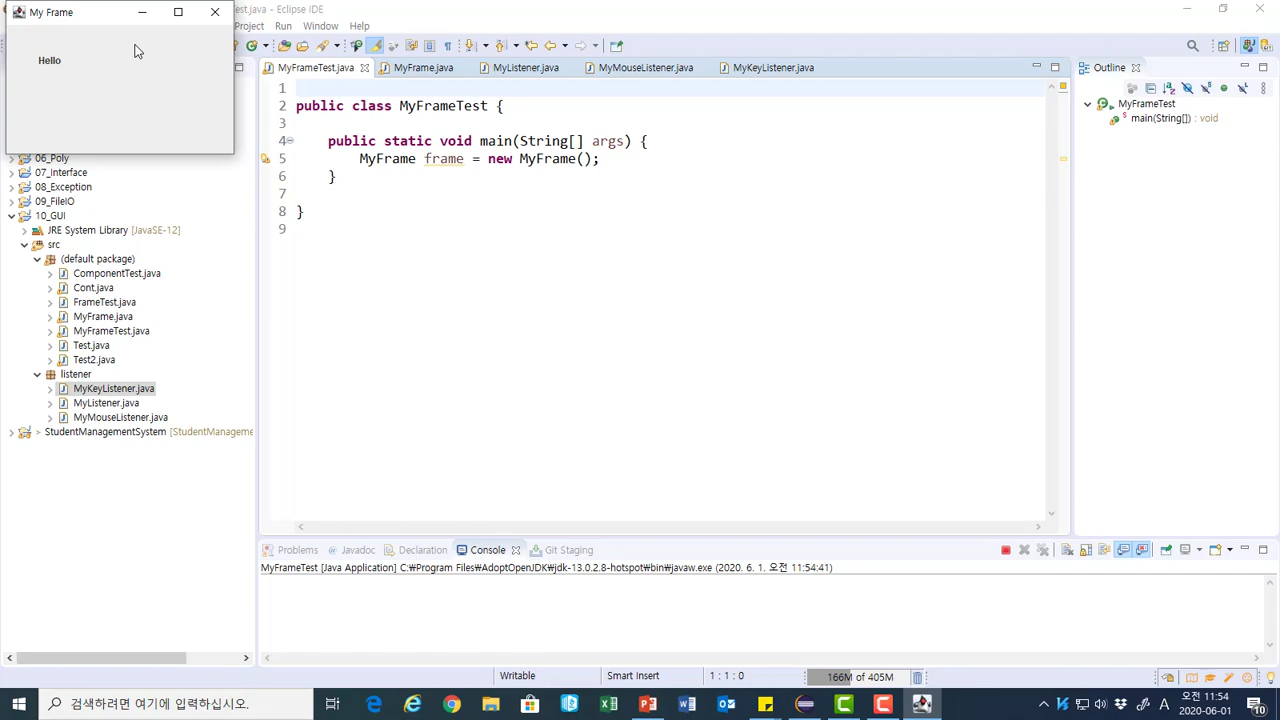 My Frame
Hello
Test.java - Eclipse IDE
Project Run Window Help
MyFrameTest.java MyFrame.java MyListener.java MyMouseListener.java MyKeyListener.java
1
2 public class MyFrameTest {
3
4 public static void main(String[] args) {
5 MyFrame frame = new MyFrame();
6 }
7
8 }
9
Outline
MyFrameTest
main(String[]) : void
06_Poly
07_Interface
08_Exception
09_FileIO
10_GUI
JRE System Library [JavaSE-12]
src
(default package)
ComponentTest.java
Cont.java
FrameTest.java
MyFrame.java
MyFrameTest.java
Test.java
Test2.java
listener
MyKeyListener.java
MyListener.java
MyMouseListener.java
> StudentManagementSystem [StudentManageme
Problems Javadoc Declaration Console Git Staging
MyFrameTest [Java Application] C:₩Program Files₩AdoptOpenJDK₩jdk-13.0.2.8-hotspot₩bin₩javaw.exe (2020. 6. 1. 오전 11:54:41)
Writable Smart Insert 1 : 1 : 0 166M of 405M
검색하려면 여기에 입력하십시오.
A
오전 11:54
2020-06-01
10